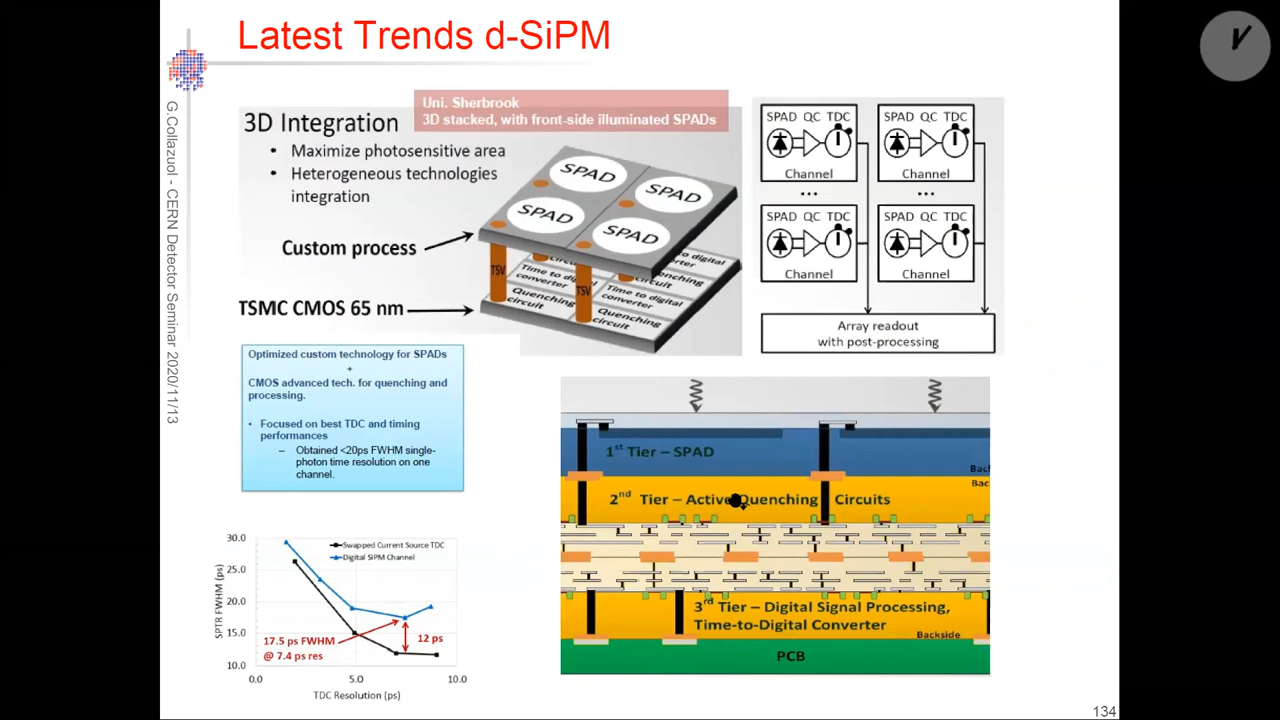 Latest Trends d-SiPM
G.Collazuol - CERN Detector Seminar 2020/11/13
Uni. Sherbrook
3D stacked, with front-side illuminated SPADs
3D Integration
• Maximize photosensitive area
• Heterogeneous technologies
integration
Custom process
TSMC CMOS 65 nm
SPAD
SPAD
SPAD
SPAD
TSV
TSV
Time to digital
converter
Quenching
circuit
Time to digital
converter
Quenching
circuit
SPAD QC TDC
Channel
SPAD QC TDC
Channel
...
...
SPAD QC TDC
Channel
SPAD QC TDC
Channel
Array readout
with post-processing
Optimized custom technology for SPADs
+
CMOS advanced tech. for quenching and
processing.
• Focused on best TDC and timing
performances
– Obtained <20ps FWHM single-
photon time resolution on one
channel.
1st Tier – SPAD
Back
Bac
2nd Tier – Active Quenching Circuits
3rd Tier – Digital Signal Processing,
Time-to-Digital Converter
Backside
PCB
SPTR FWHM (ps)
30.0
25.0
20.0
15.0
10.0
Swapped Current Source TDC
Digital SiPM Channel
17.5 ps FWHM
@ 7.4 ps res
12 ps
0.0 5.0 10.0
TDC Resolution (ps)
134